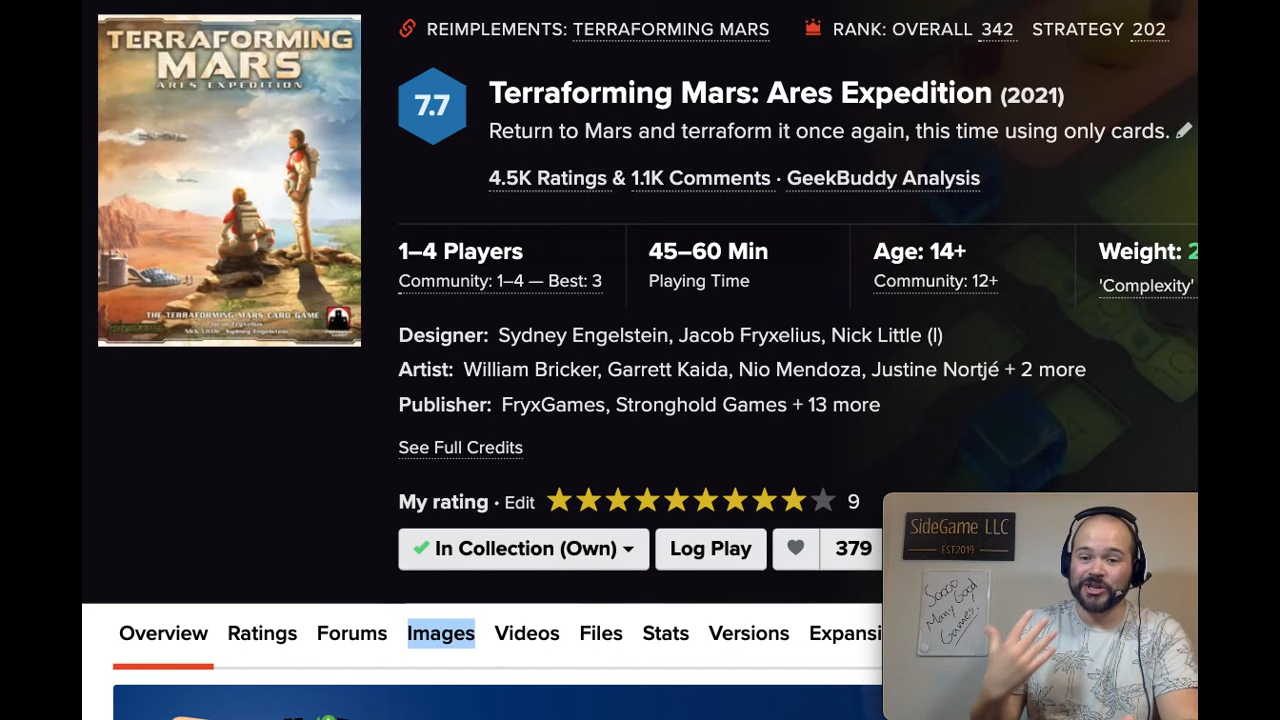 REIMPLEMENTS: TERRAFORMING MARS
RANK: OVERALL 342 STRATEGY 202
TERRAFORMING
MARS
ARES EXPEDITION
THE TERRAFORMING MARS CARD GAME
7.7
Terraforming Mars: Ares Expedition (2021)
Return to Mars and terraform it once again, this time using only cards.
4.5K Ratings & 1.1K Comments · GeekBuddy Analysis
1–4 Players
Community: 1–4 — Best: 3
45–60 Min
Playing Time
Age: 14+
Community: 12+
Weight: 2
'Complexity'
Designer: Sydney Engelstein, Jacob Fryxelius, Nick Little (I)
Artist: William Bricker, Garrett Kaida, Nio Mendoza, Justine Nortjé + 2 more
Publisher: FryxGames, Stronghold Games + 13 more
See Full Credits
My rating · Edit 9
In Collection (Own) Log Play 379
Overview Ratings Forums Images Videos Files Stats Versions Expansi
SideGame LLC
EST.2019
Soooo
Many Good
Games!